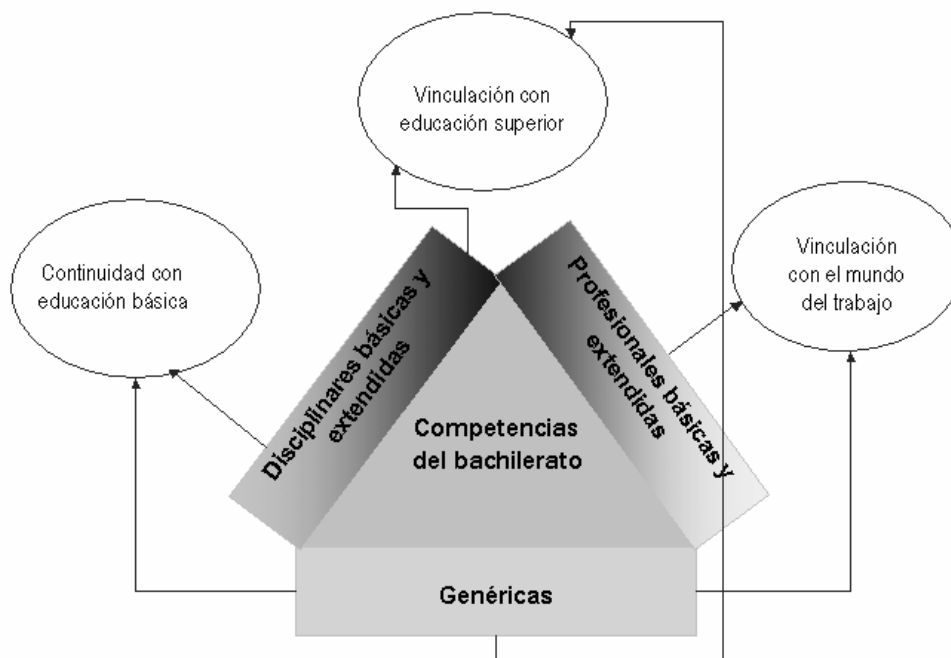 Vinculación con
educación superior
Continuidad con
educación básica
Vinculación
con el mundo
del trabajo
Disciplinares básicas y
extendidas
Profesionales básicas y
extendidas
Competencias
del bachilerato
Genéricas